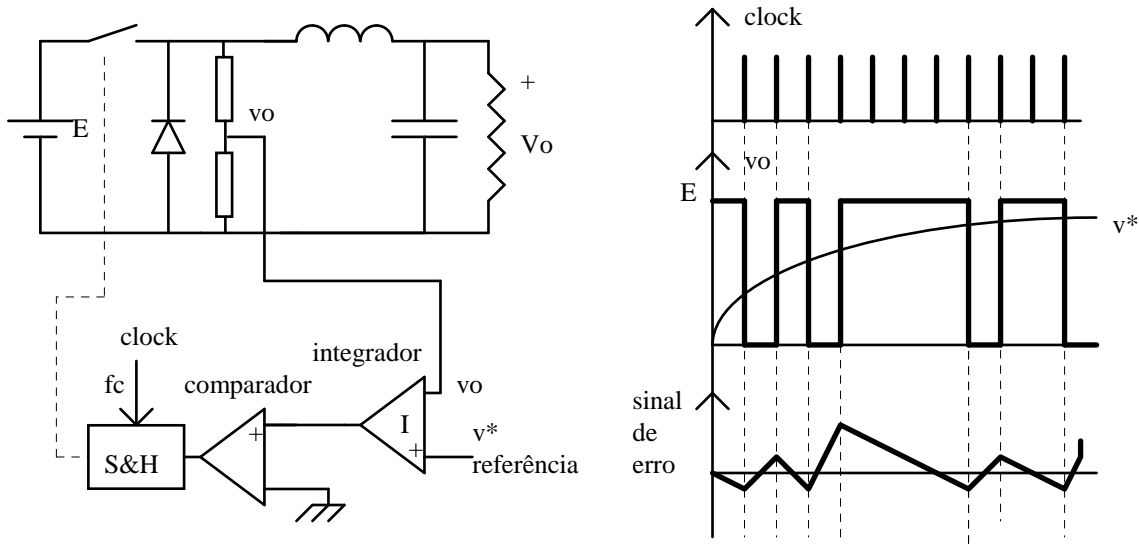 E
vo
+
Vo
clock
fc
S&H
comparador
+
integrador
I
+
vo
v*
referência
clock
vo
E
v*
sinal
de
erro